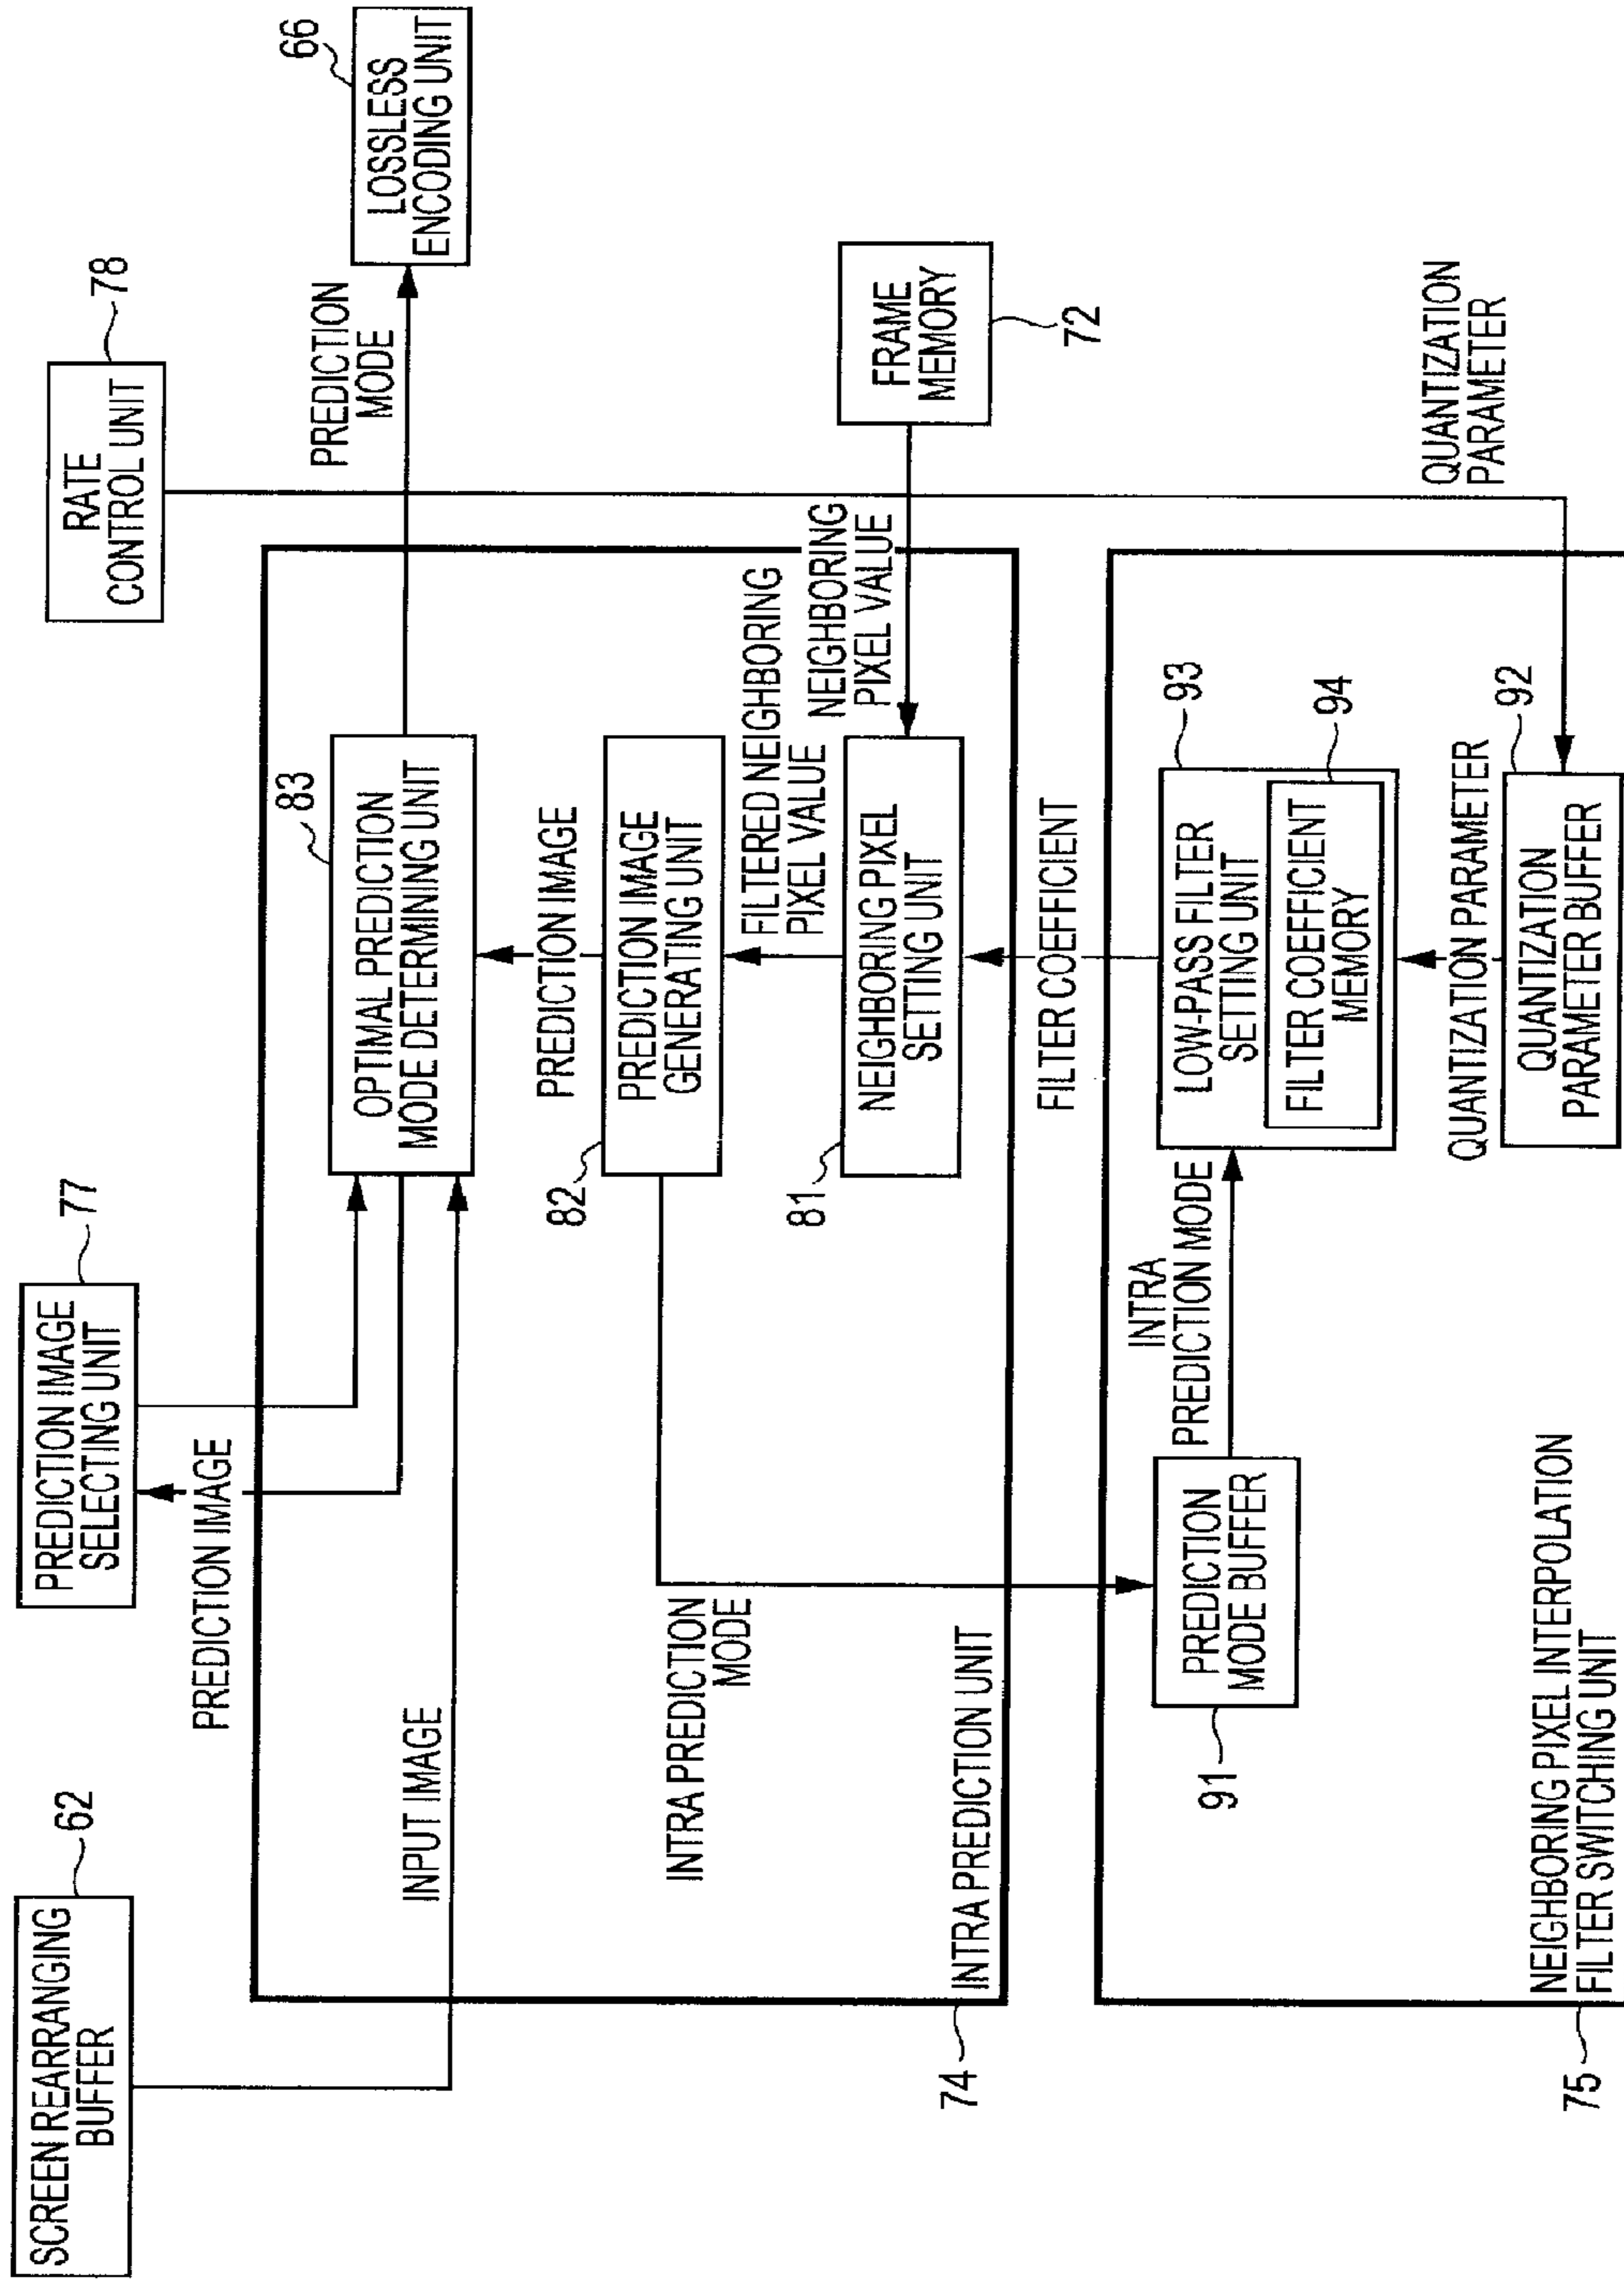 SCREEN REARRANGING
BUFFER
62
PREDICTION IMAGE
SELECTING UNIT
77
RATE
CONTROL UNIT
78
PREDICTION IMAGE
INPUT IMAGE
83
OPTIMAL PREDICTION
MODE DETERMINING UNIT
PREDICTION
MODE
LOSSLESS
ENCODING UNIT
66
PREDICTION IMAGE
82
PREDICTION IMAGE
GENERATING UNIT
INTRA PREDICTION
MODE
FILTERED NEIGHBORING
PIXEL VALUE
NEIGHBORING
PIXEL VALUE
81
NEIGHBORING PIXEL
SETTING UNIT
FRAME
MEMORY
72
INTRA PREDICTION UNIT
74
FILTER COEFFICIENT
INTRA
PREDICTION MODE
PREDICTION
MODE BUFFER
91
LOW-PASS FILTER
SETTING UNIT
93
FILTER COEFFICIENT
MEMORY
94
QUANTIZATION PARAMETER
QUANTIZATION
PARAMETER
QUANTIZATION
PARAMETER BUFFER
92
NEIGHBORING PIXEL INTERPOLATION
FILTER SWITCHING UNIT
75